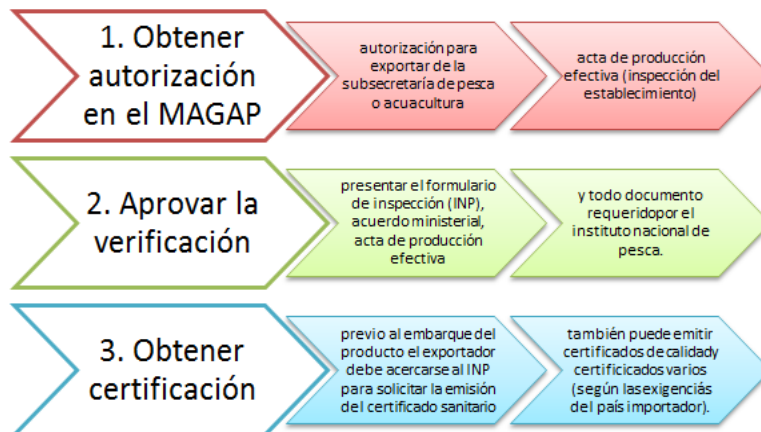 1. Obtener
autorización
en el MAGAP
autorización para
exportar de la
subsecretaría de pesca
o acuacultura
acta de producción
efectiva (inspección del
establecimiento)
2. Aprovar la
verificación
presentar el formulario
de inspección (INP),
acuerdo ministerial,
acta de producción
efectiva
y todo documento
requeridopor el
instituto nacional de
pesca.
3. Obtener
certificación
previo al embarque del
producto el exportador
debe acercarse al INP
para solicitar la emisión
del certificado sanitario
también puede emitir
certificados de calidady
certificicados varios
(según lasexigenciás
del país importador).